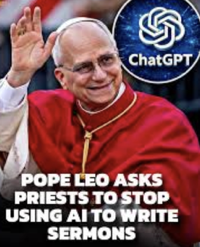 ChatGPT
POPE LEO ASKS
PRIESTS TO STOP
USING AI TO WRITE
SERMONS